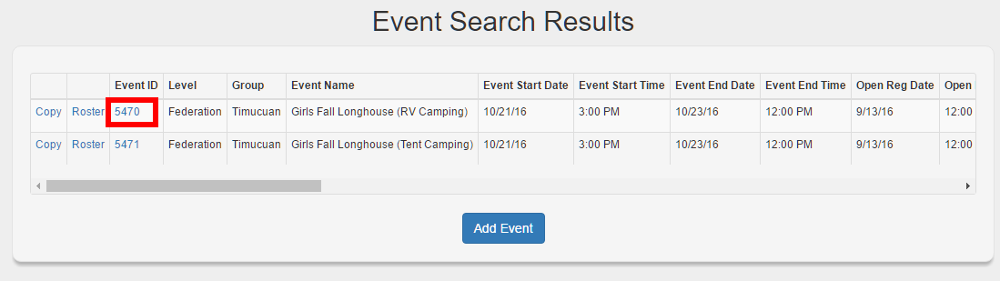 Event Search Results
Event ID Level Group Event Name Event Start Date Event Start Time Event End Date Event End Time Open Reg Date Open
Copy Roster 5470 Federation Timucuan Girls Fall Longhouse (RV Camping) 10/21/16 3:00 PM 10/23/16 12:00 PM 9/13/16 12:00
Copy Roster 5471 Federation Timucuan Girls Fall Longhouse (Tent Camping) 10/21/16 3:00 PM 10/23/16 12:00 PM 9/13/16 12:00
Add Event